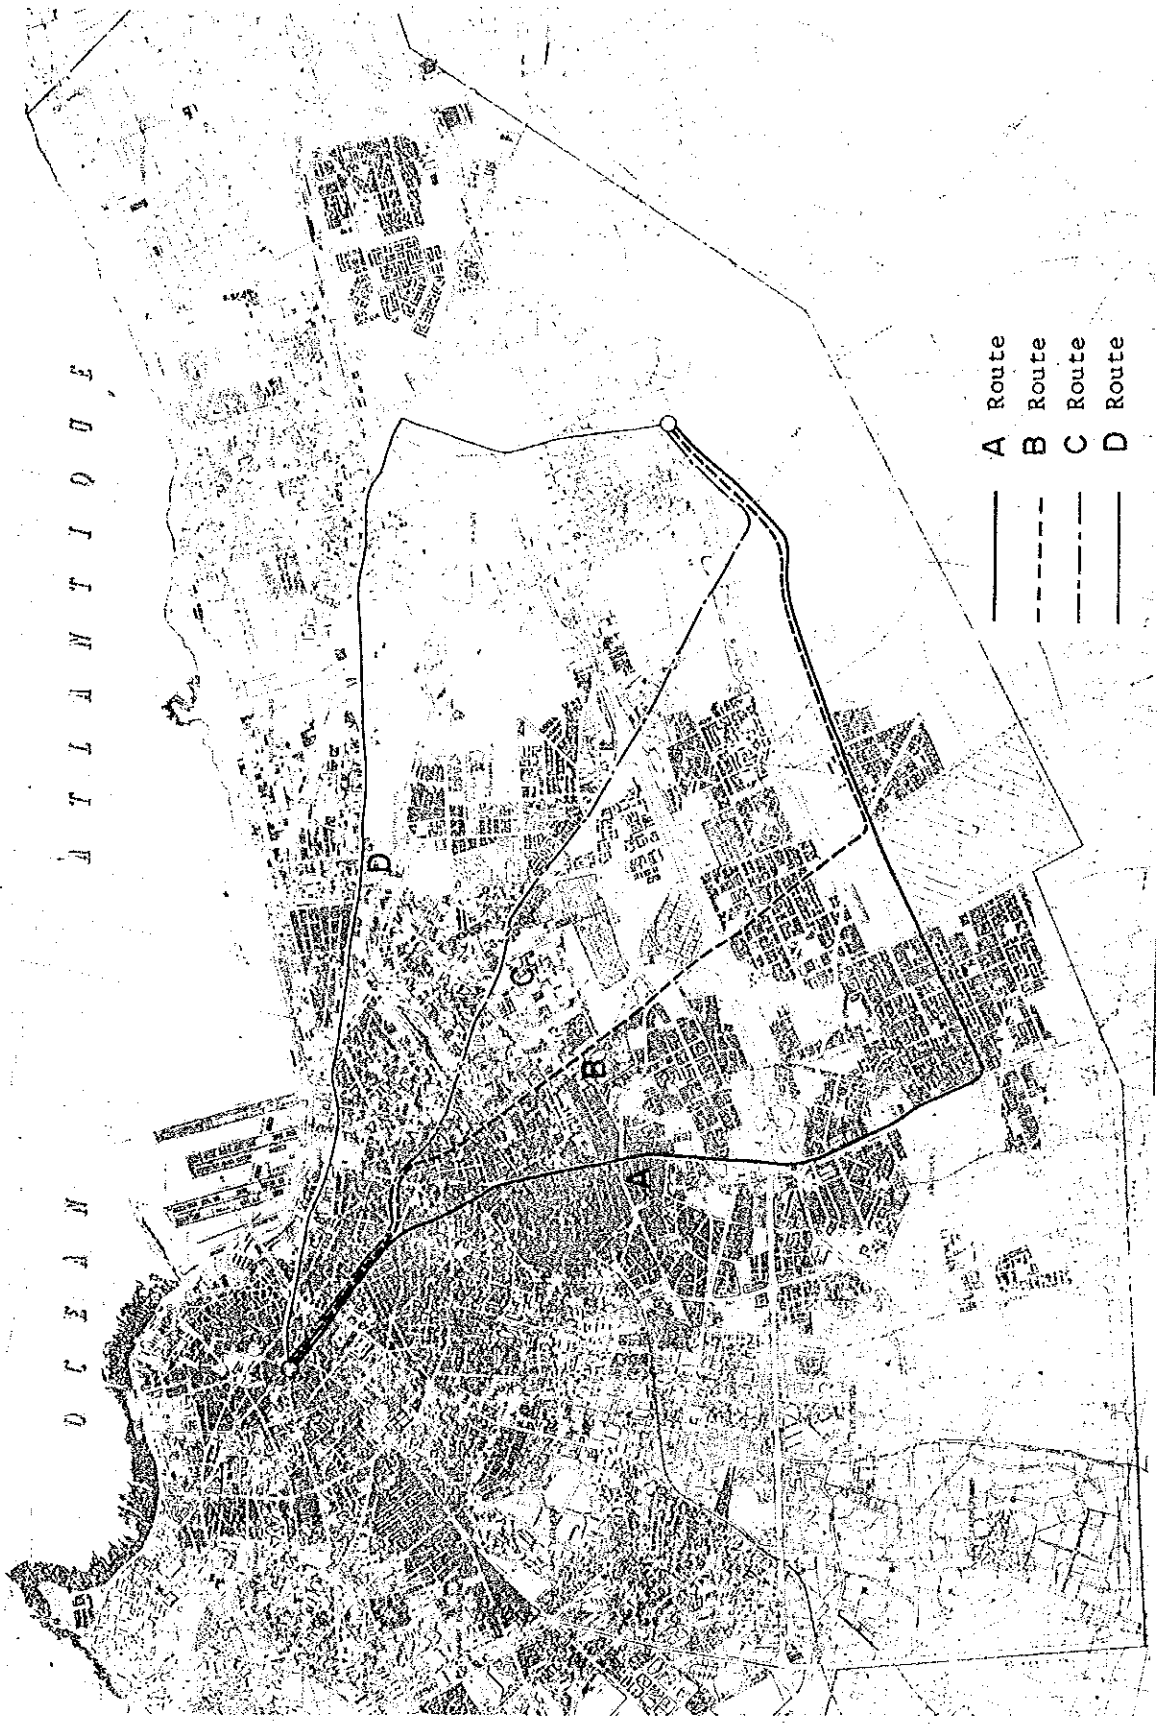 OCEAN ATLANTIQUE
D
C
B
A
A Route
B Route
C Route
D Route